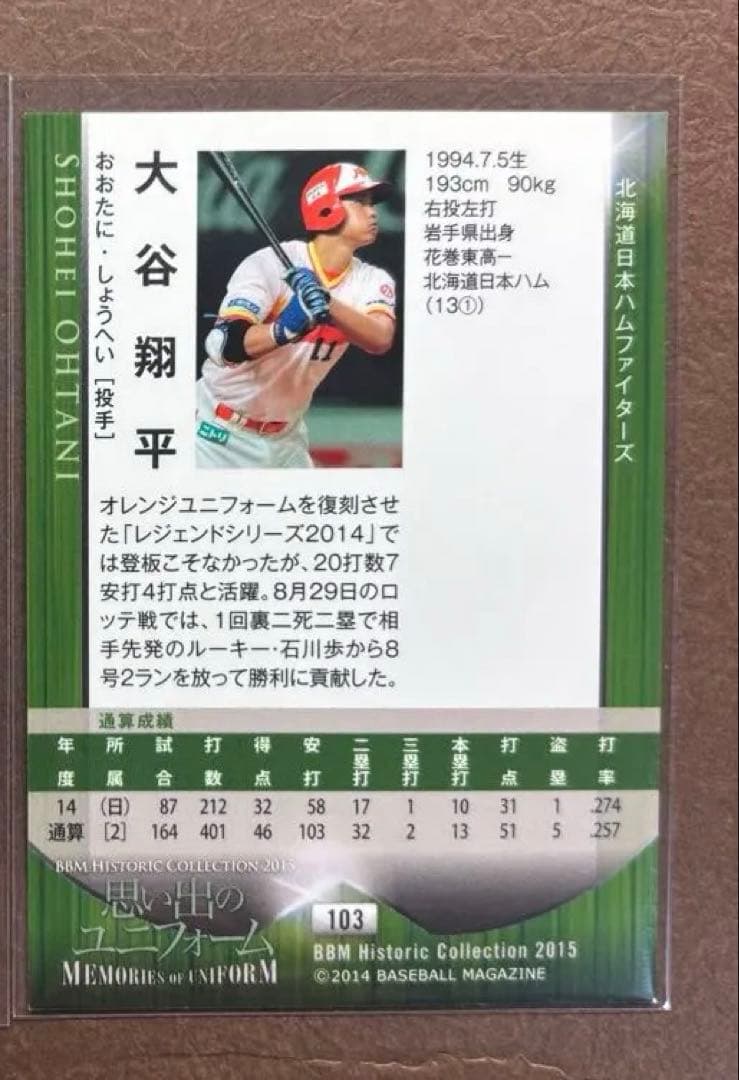 SHOHEI OHTANI
おおたに・しょうへい［投手］
大谷翔平
11
ニトリ
1994.7.5生
193cm 90kg
右投左打
岩手県出身
花巻東高ー
北海道日本ハム
（13①）
北海道日本ハムファイターズ
オレンジユニフォームを復刻させ
た「レジェンドシリーズ2014」で
は登板こそなかったが、20打数7
安打4打点と活躍。8月29日のロ
ッテ戦では、1回裏二死二塁で相
手先発のルーキー・石川歩から8
号2ランを放って勝利に貢献した。
通算成績
年度 所属 試合 打数 得点 安打 二塁打 三塁打 本塁打 打点 盗塁 打率
14 （日） 87 212 32 58 17 1 10 31 1 .274
通算 ［2］ 164 401 46 103 32 2 13 51 5 .257
BBM HISTORIC COLLECTION 2015
思い出の
ユニフォーム
MEMORIES OF UNIFORM
103
BBM Historic Collection 2015
©2014 BASEBALL MAGAZINE